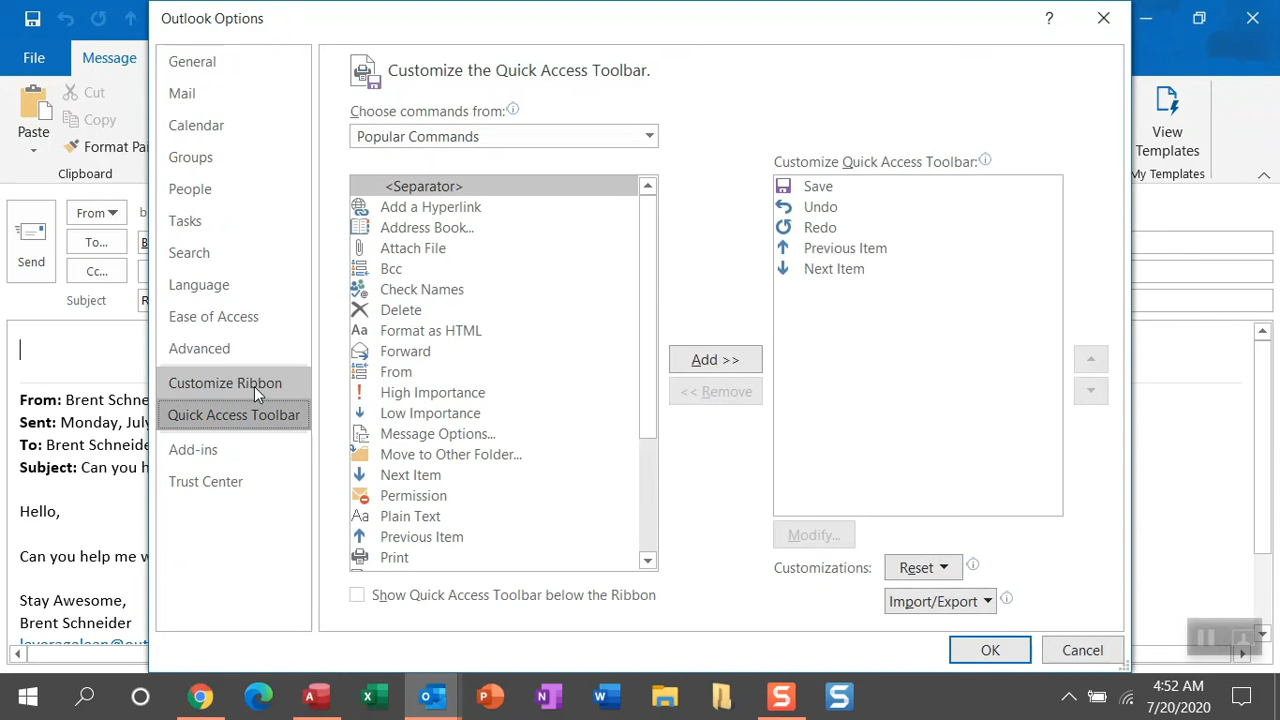 Outlook Options
?
File
Message
Cut
Copy
Format Pai
Paste
Clipboard
From
To...
B
Cc...
Send
Subject
R
From: Brent Schne
Sent: Monday, July
To: Brent Schneider
Subject: Can you h
Hello,
Can you help me w
Stay Awesome,
Brent Schneider
General
Mail
Calendar
Groups
People
Tasks
Search
Language
Ease of Access
Advanced
Customize Ribbon
Quick Access Toolbar
Add-ins
Trust Center
Customize the Quick Access Toolbar.
Choose commands from:
Popular Commands
<Separator>
Add a Hyperlink
Address Book...
Attach File
Bcc
Check Names
Delete
Aa Format as HTML
Forward
From
High Importance
Low Importance
Message Options...
Move to Other Folder...
Next Item
Permission
Aa Plain Text
Previous Item
Print
Show Quick Access Toolbar below the Ribbon
Add >>
<< Remove
Customize Quick Access Toolbar:
Save
Undo
Redo
Previous Item
Next Item
Modify...
Customizations:
Reset
Import/Export
OK
Cancel
View
Templates
My Templates
4:52 AM
7/20/2020